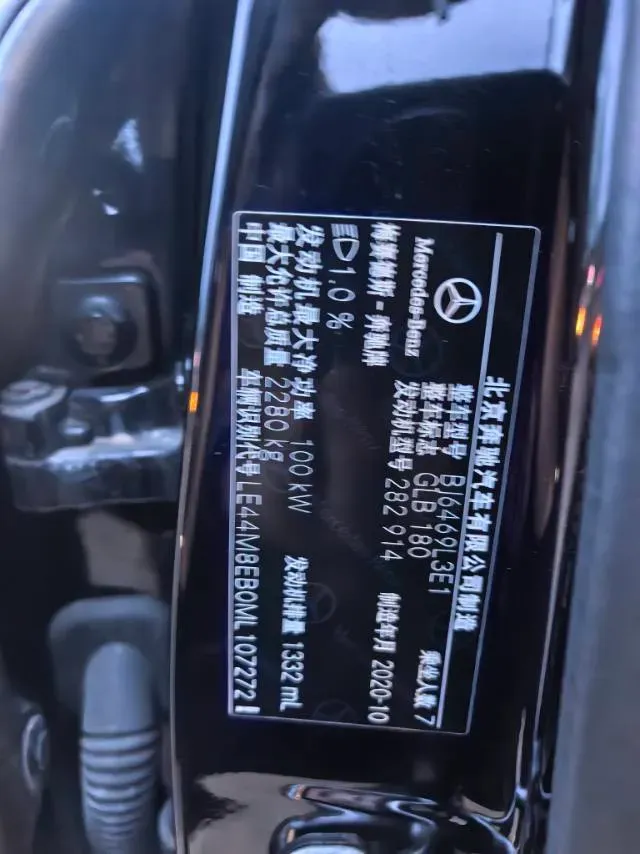 北京奔驰汽车有限公司制造
Mercedes-Benz
梅赛德斯-奔驰牌
整车型号 BJ6469L3E1
整车标志 GLB 180
乘坐人数 7
发动机型号 282 914
制造年月 2020-10
1.0%
发动机最大净功率 100 kW
发动机排量 1332 mL
最大允许总质量 2280 kg
中国 制造
车辆识别代号 LE44M8EB0ML107272